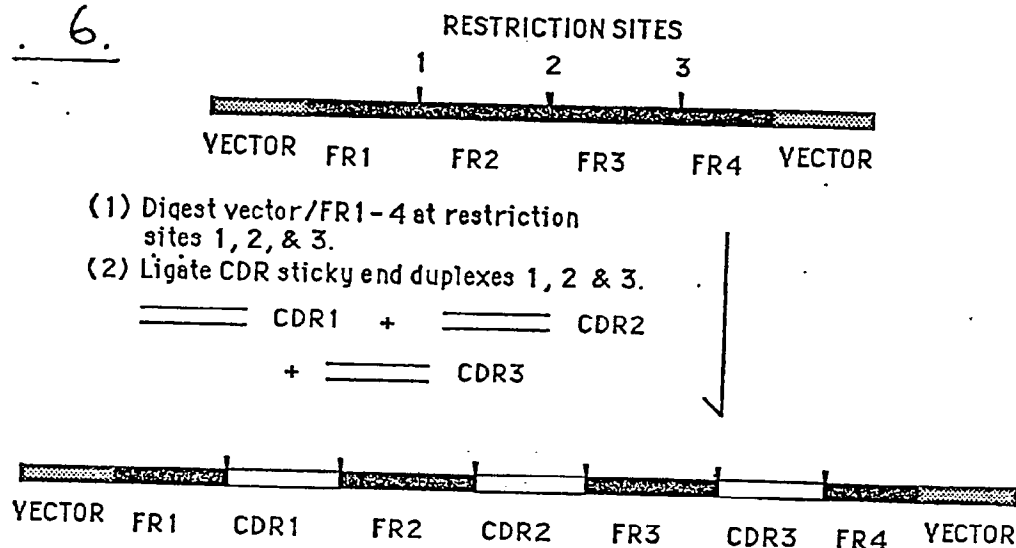 . 6.
RESTRICTION SITES
1 2 3
VECTOR FR1 FR2 FR3 FR4 VECTOR
(1) Digest vector/FR1-4 at restriction
sites 1, 2, & 3.
(2) Ligate CDR sticky end duplexes 1, 2 & 3.
CDR1 + CDR2
+ CDR3
VECTOR FR1 CDR1 FR2 CDR2 FR3 CDR3 FR4 VECTOR